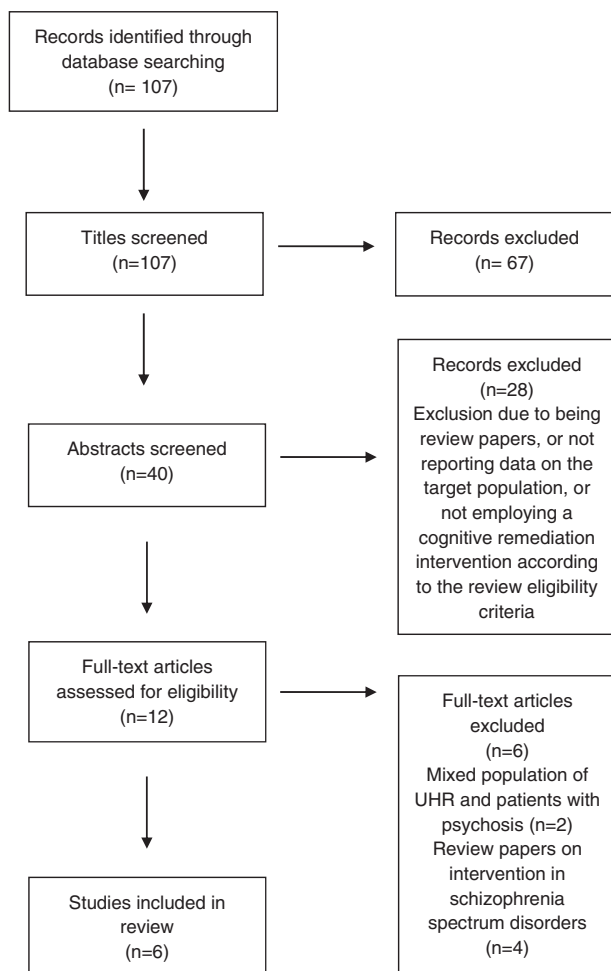 Records identified through
database searching
(n= 107)
Titles screened
(n=107)
Records excluded
(n= 67)
Abstracts screened
(n=40)
Records excluded
(n=28)
Exclusion due to being
review papers, or not
reporting data on the
target population, or
not employing a
cognitive remediation
intervention according
to the review eligibility
criteria
Full-text articles
assessed for eligibility
(n=12)
Full-text articles
excluded
(n=6)
Mixed population of
UHR and patients with
psychosis (n=2)
Review papers on
intervention in
schizophrenia
spectrum disorders
(n=4)
Studies included in
review
(n=6)